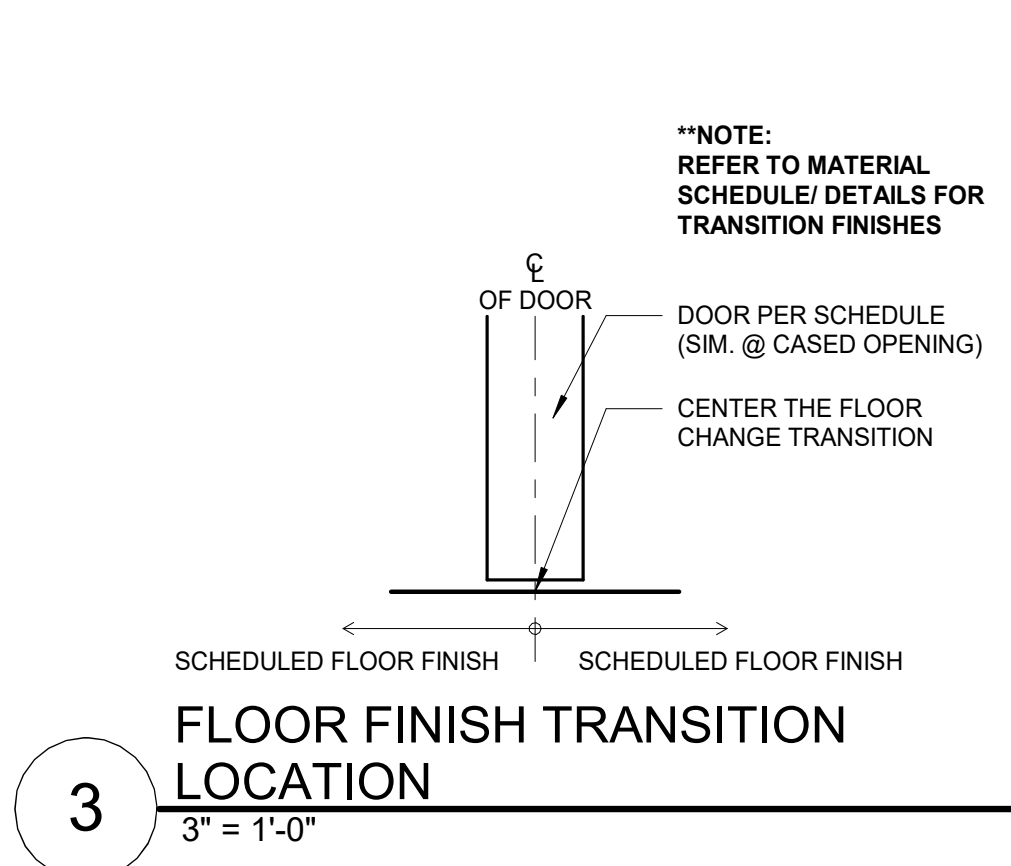 **NOTE:
REFER TO MATERIAL
SCHEDULE/ DETAILS FOR
TRANSITION FINISHES
℄
OF DOOR
DOOR PER SCHEDULE
(SIM. @ CASED OPENING)
CENTER THE FLOOR
CHANGE TRANSITION
SCHEDULED FLOOR FINISH
SCHEDULED FLOOR FINISH
FLOOR FINISH TRANSITION
LOCATION
3
3" = 1'-0"